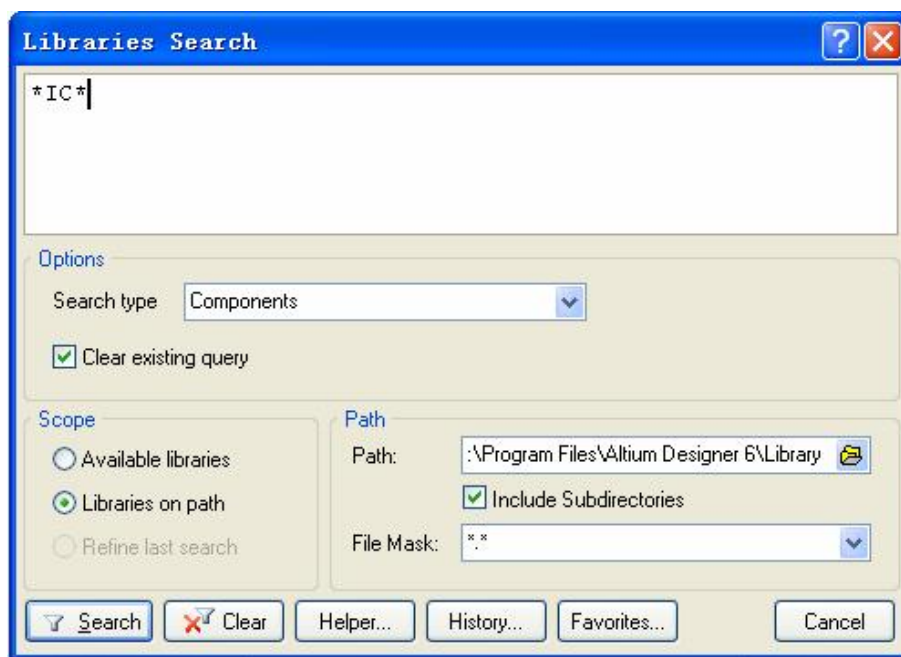 Libraries Search
*IC*
Options
Search type Components
Clear existing query
Scope
Available libraries
Libraries on path
Refine last search
Path
Path: :\Program Files\Altium Designer 6\Library
Include Subdirectories
File Mask: *.*
Search Clear Helper... History... Favorites... Cancel